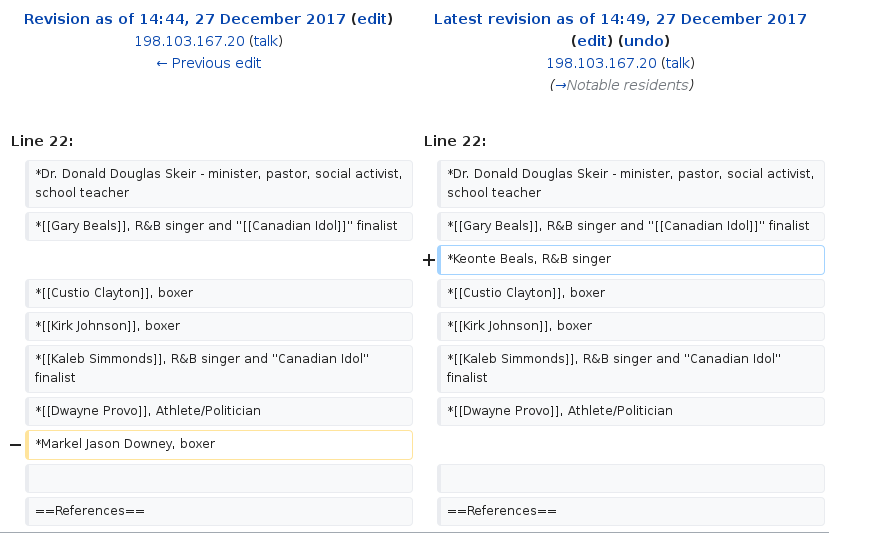 Revision as of 14:44, 27 December 2017 (edit)
198.103.167.20 (talk)
← Previous edit
Latest revision as of 14:49, 27 December 2017
(edit) (undo)
198.103.167.20 (talk)
(→Notable residents)
Line 22:
Line 22:
*Dr. Donald Douglas Skeir - minister, pastor, social activist,
school teacher
*Dr. Donald Douglas Skeir - minister, pastor, social activist,
school teacher
*[[Gary Beals]], R&B singer and ''[[Canadian Idol]]'' finalist
*[[Gary Beals]], R&B singer and ''[[Canadian Idol]]'' finalist
+ *Keonte Beals, R&B singer
*[[Custio Clayton]], boxer
*[[Custio Clayton]], boxer
*[[Kirk Johnson]], boxer
*[[Kirk Johnson]], boxer
*[[Kaleb Simmonds]], R&B singer and ''Canadian Idol''
finalist
*[[Kaleb Simmonds]], R&B singer and ''Canadian Idol''
finalist
*[[Dwayne Provo]], Athlete/Politician
*[[Dwayne Provo]], Athlete/Politician
− *Markel Jason Downey, boxer
==References==
==References==